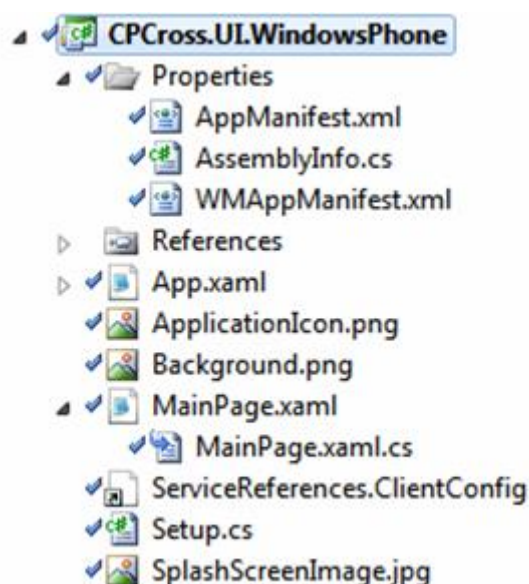 CPCross.UI.WindowsPhone
Properties
AppManifest.xml
AssemblyInfo.cs
WMAppManifest.xml
References
App.xaml
ApplicationIcon.png
Background.png
MainPage.xaml
MainPage.xaml.cs
ServiceReferences.ClientConfig
Setup.cs
SplashScreenImage.jpg